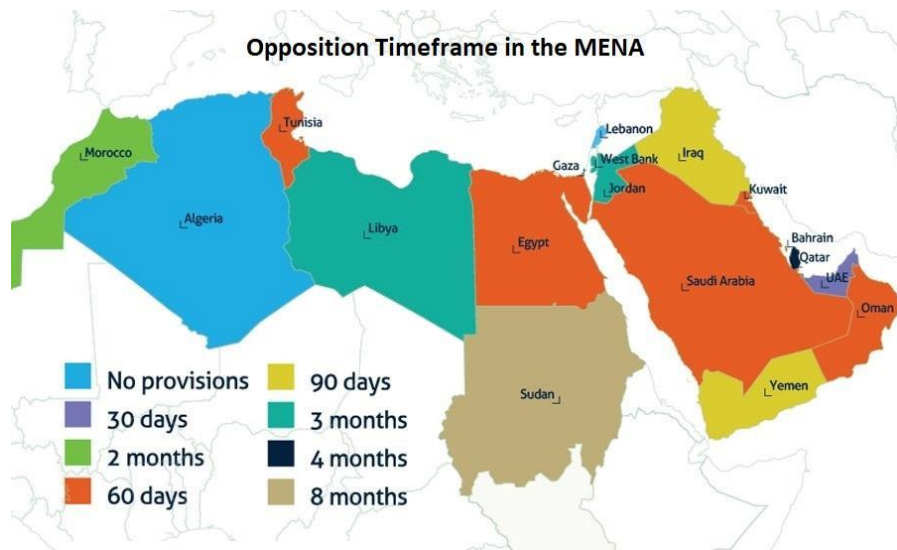 Opposition Timeframe in the MENA
Tunisia
Morocco
Lebanon
Iraq
Gaza
West Bank
Jordan
Kuwait
Algeria
Libya
Egypt
Bahrain
Qatar
Saudi Arabia
UAE
Oman
Sudan
Yemen
No provisions
30 days
2 months
60 days
90 days
3 months
4 months
8 months